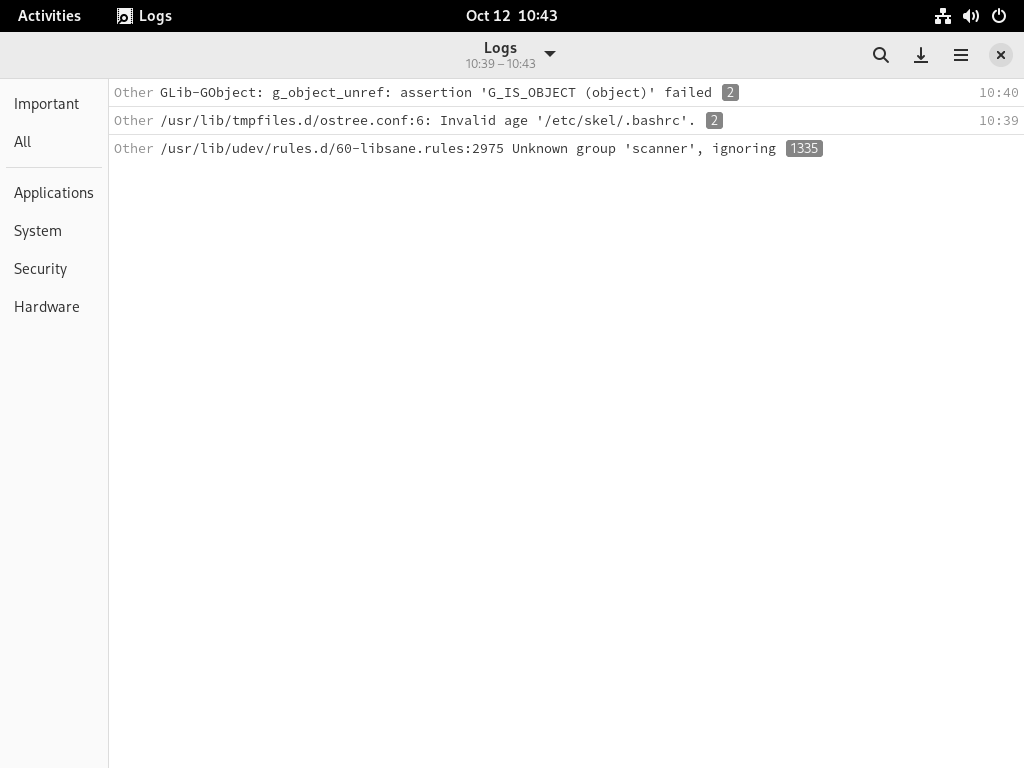 Activities
Logs
Oct 12 10:43
Logs
10:39 – 10:43
Important
All
Applications
System
Security
Hardware
Other GLib-GObject: g_object_unref: assertion 'G_IS_OBJECT (object)' failed 2 10:40
Other /usr/lib/tmpfiles.d/ostree.conf:6: Invalid age '/etc/skel/.bashrc'. 2 10:39
Other /usr/lib/udev/rules.d/60-libsane.rules:2975 Unknown group 'scanner', ignoring 1335